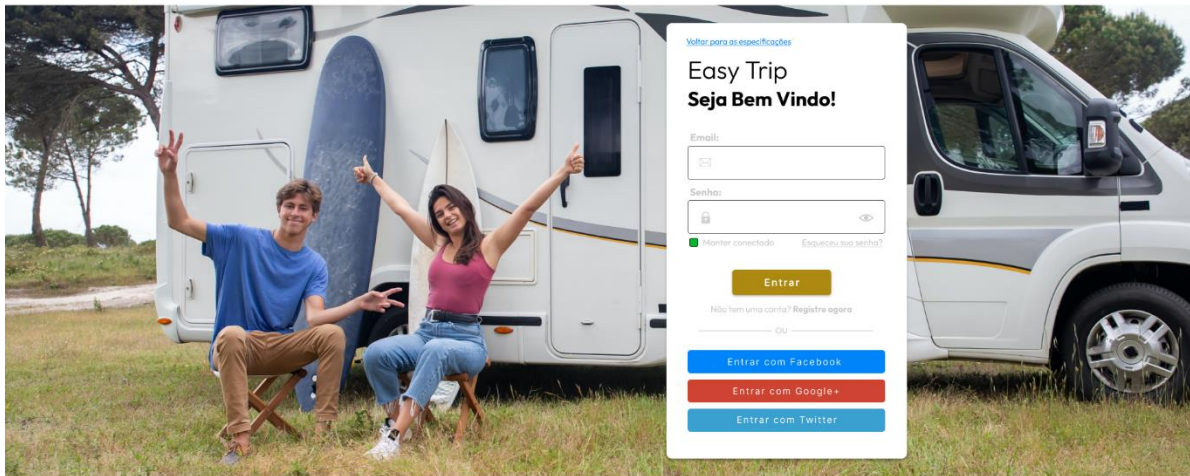 Voltar para as especificações
Easy Trip
Seja Bem Vindo!
Email:
Senha:
Manter conectado Esqueceu sua senha?
Entrar
Não tem uma conta? Registre agora
OU
Entrar com Facebook
Entrar com Google+
Entrar com Twitter